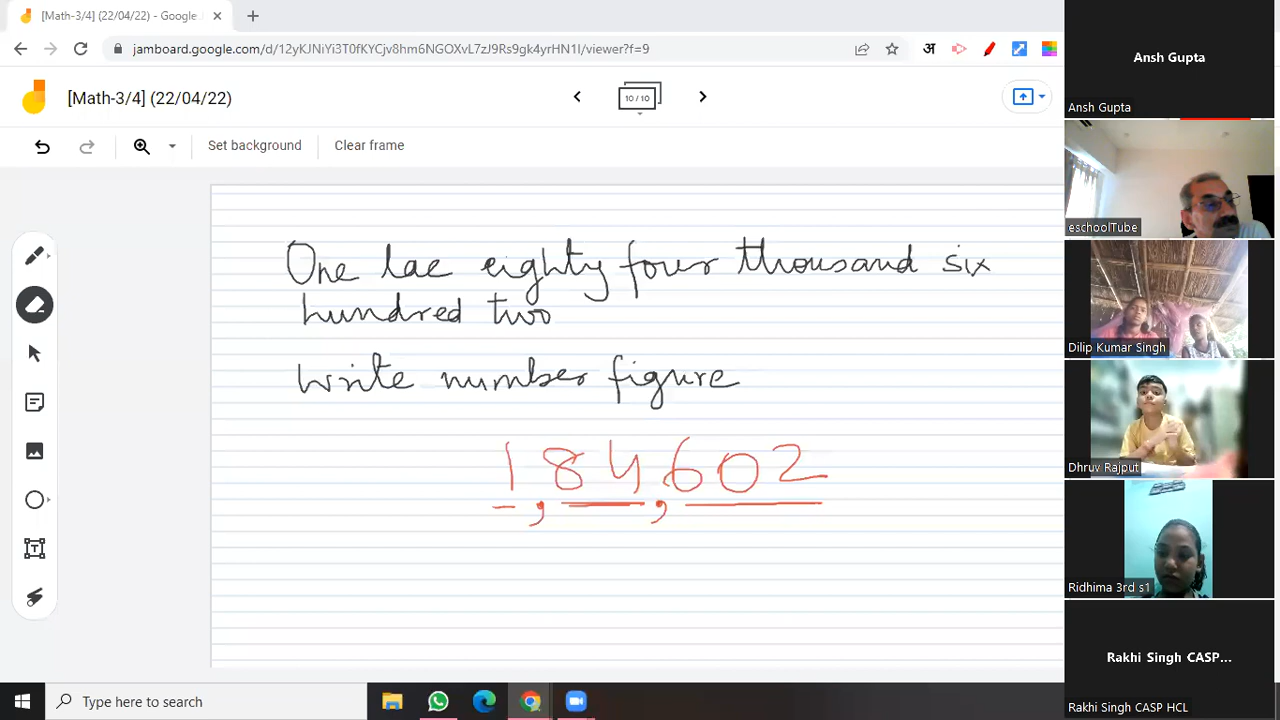 [Math-3/4] (22/04/22) - Google J
jamboard.google.com/d/12yKJNiYi3TBIKYCjv8hm6NGOXvL7zJ9Rs9gk4yrHN1I/viewer?f=9
अ
[Math-3/4] (22/04/22)
10 / 10
Set background
Clear frame
One lac eighty four thousand six
hundred two
Write number figure
1,84,602
Type here to search
Ansh Gupta
Ansh Gupta
eschoolTube
Dilip Kumar Singh
Dhruv Rajput
Ridhima 3rd s1
Rakhi Singh CASP...
Rakhi Singh CASP HCL